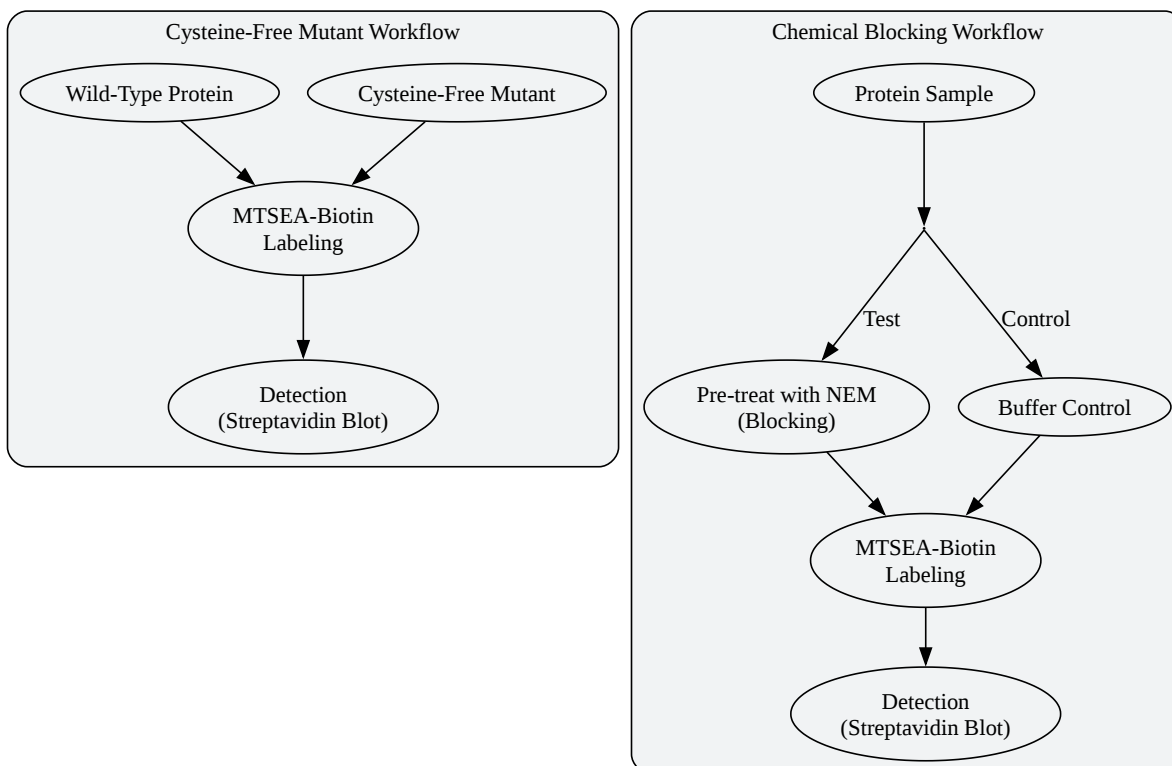 Cysteine-Free Mutant Workflow
Wild-Type Protein
Cysteine-Free Mutant
MTSEA-Biotin
Labeling
Detection
(Streptavidin Blot)
Chemical Blocking Workflow
Protein Sample
Test
Control
Pre-treat with NEM
(Blocking)
Buffer Control
MTSEA-Biotin
Labeling
Detection
(Streptavidin Blot)